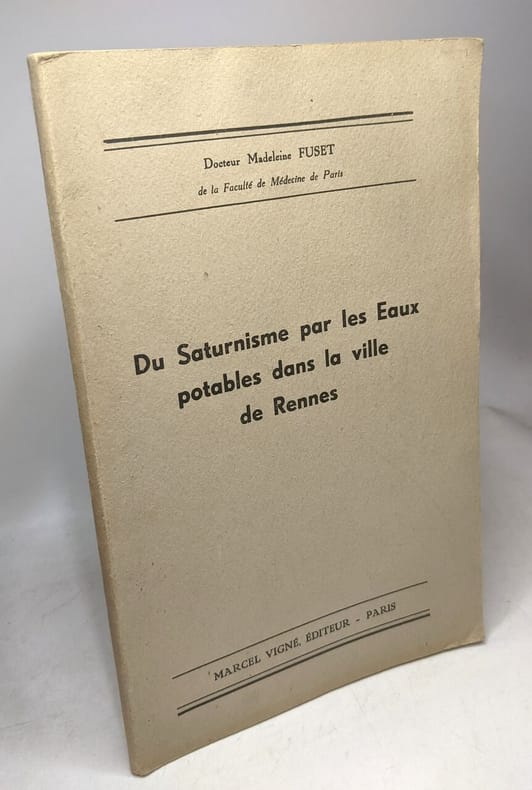 Docteur Madeleine FUSET
de la Faculté de Médecine de Paris
Du Saturnisme par les Eaux
potables dans la ville
de Rennes
MARCEL VIGNÉ, ÉDITEUR - PARIS